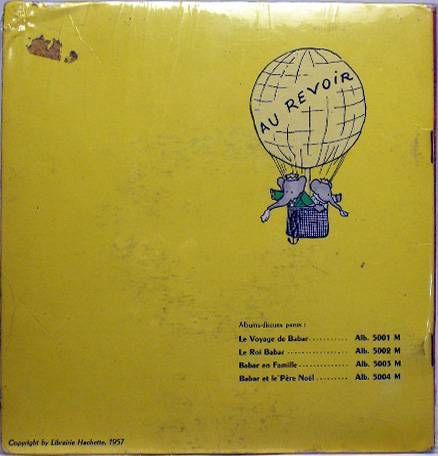 AU REVOIR
Albums-disques parus :
Le Voyage de Babar ........... Alb. 5001 M
Le Roi Babar ................. Alb. 5002 M
Babar en Famille ............. Alb. 5003 M
Babar et le Père Noël ......... Alb. 5004 M
Copyright by Librairie Hachette, 1957